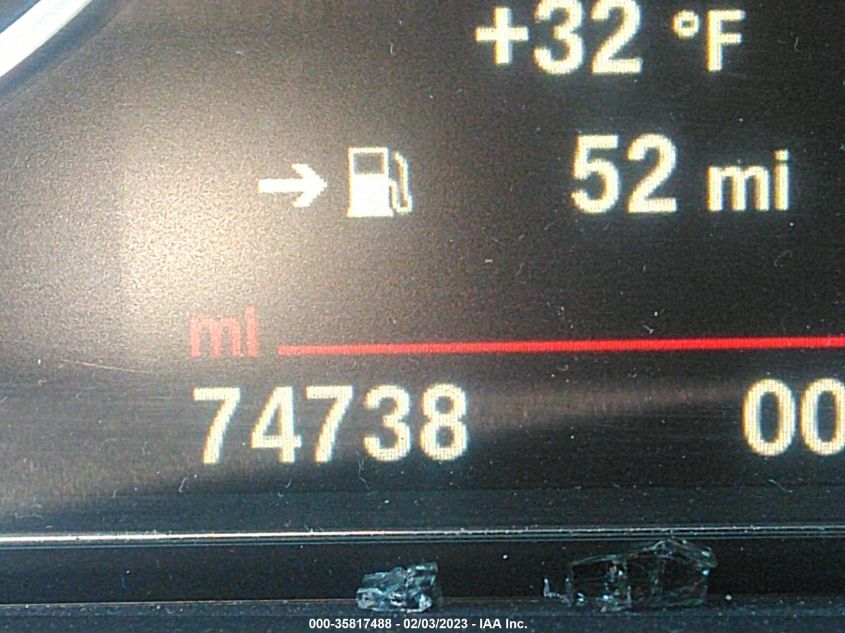 +32 °F
52 mi
mi
74738 00
000-35817488 - 02/03/2023 - IAA Inc.